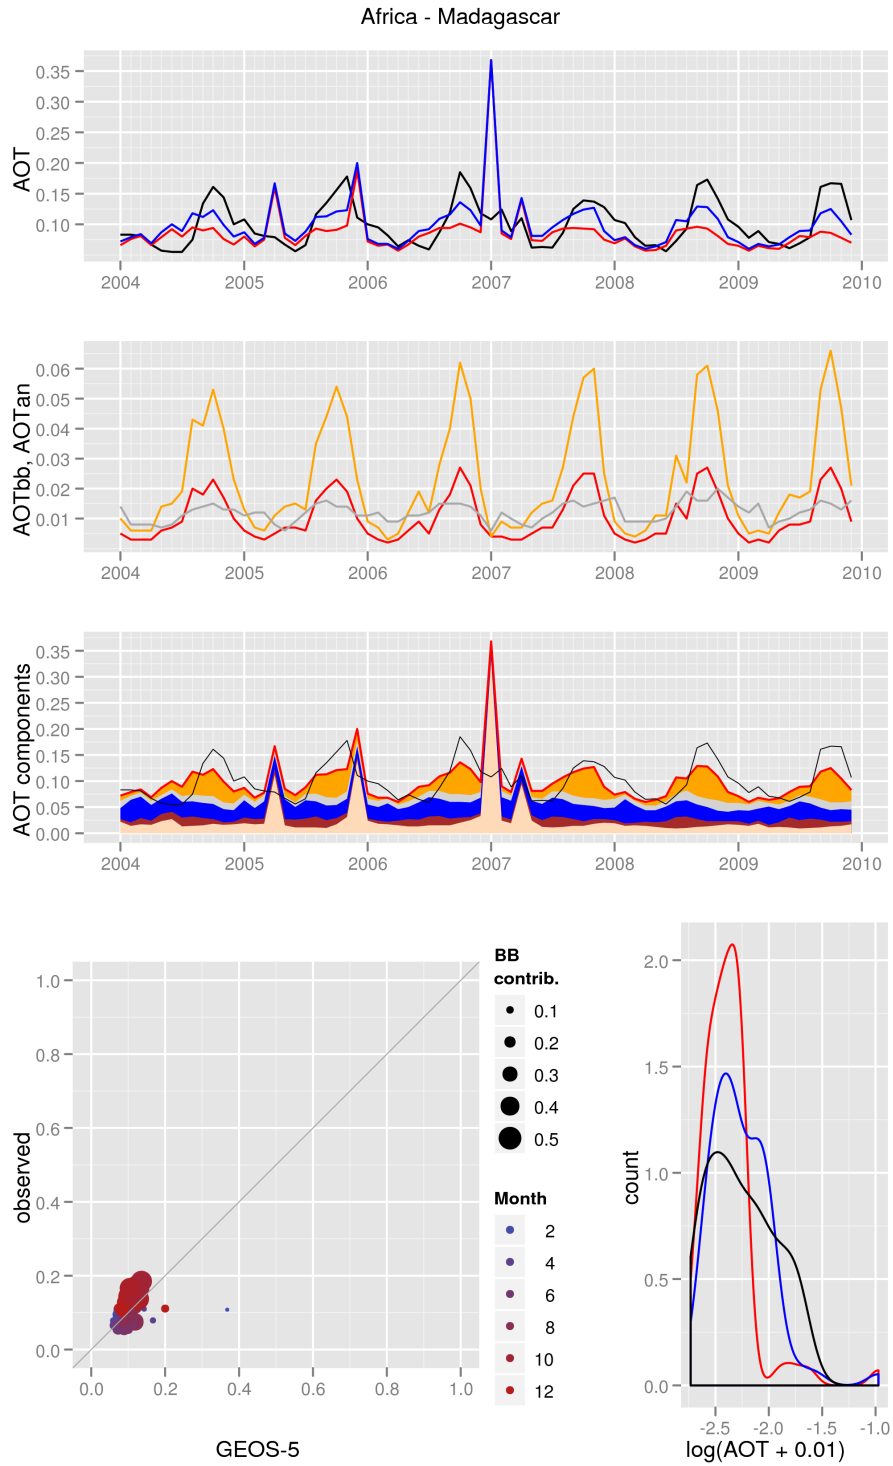 Africa - Madagascar
AOT
0.35
0.30
0.25
0.20
0.15
0.10
2004 2005 2006 2007 2008 2009 2010
AOTbb, AOTan
0.06
0.05
0.04
0.03
0.02
0.01
2004 2005 2006 2007 2008 2009 2010
AOT components
0.35
0.30
0.25
0.20
0.15
0.10
0.05
0.00
2004 2005 2006 2007 2008 2009 2010
observed
1.0
0.8
0.6
0.4
0.2
0.0
0.0 0.2 0.4 0.6 0.8 1.0
GEOS-5
BB
contrib.
0.1
0.2
0.3
0.4
0.5
Month
2
4
6
8
10
12
count
2.0
1.5
1.0
0.5
0.0
-2.5 -2.0 -1.5 -1.0
log(AOT + 0.01)